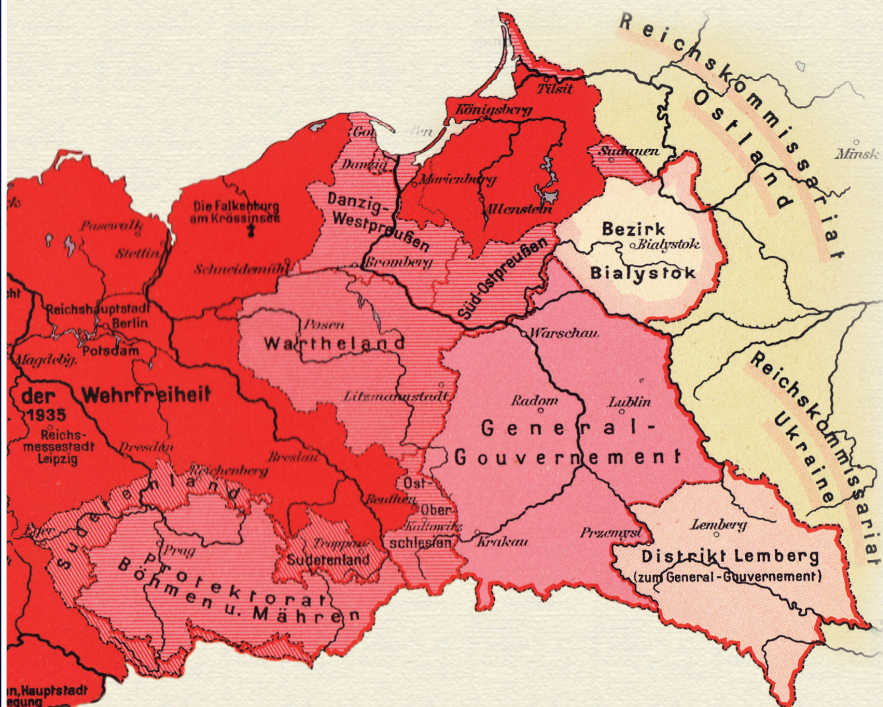 Reichskommissariat
Ostland
Minsk
Tilsit
Königsberg
Sudauen
Danzig
Marienburg
Allenstein
Die Falkenburg
am Krössinsee
Danzig-
Westpreußen
Bezirk
Bialystok
Bialystok
Pasewalk
Stettin
Schneidemühl
Bromberg
Süd-Ostpreußen
Reichshauptstadt
Berlin
Potsdam
Magdebg.
Posen
Wartheland
Warschau
Litzmannstadt
der Wehrfreiheit
1935
Reichs-
messestadt
Leipzig
Radom
Lublin
General-
Gouvernement
Reichskommissariat
Ukraine
Dresden
Reichenberg
Breslau
Sudetenland
Beuthen
Ost-
Ober-
schlesien
Kattowitz
Krakau
Przemysl
Lemberg
Distrikt Lemberg
(zum General-Gouvernement)
Eger
Prag
Troppau
Sudetenland
Protektorat
Böhmen u. Mähren
Hauptstadt